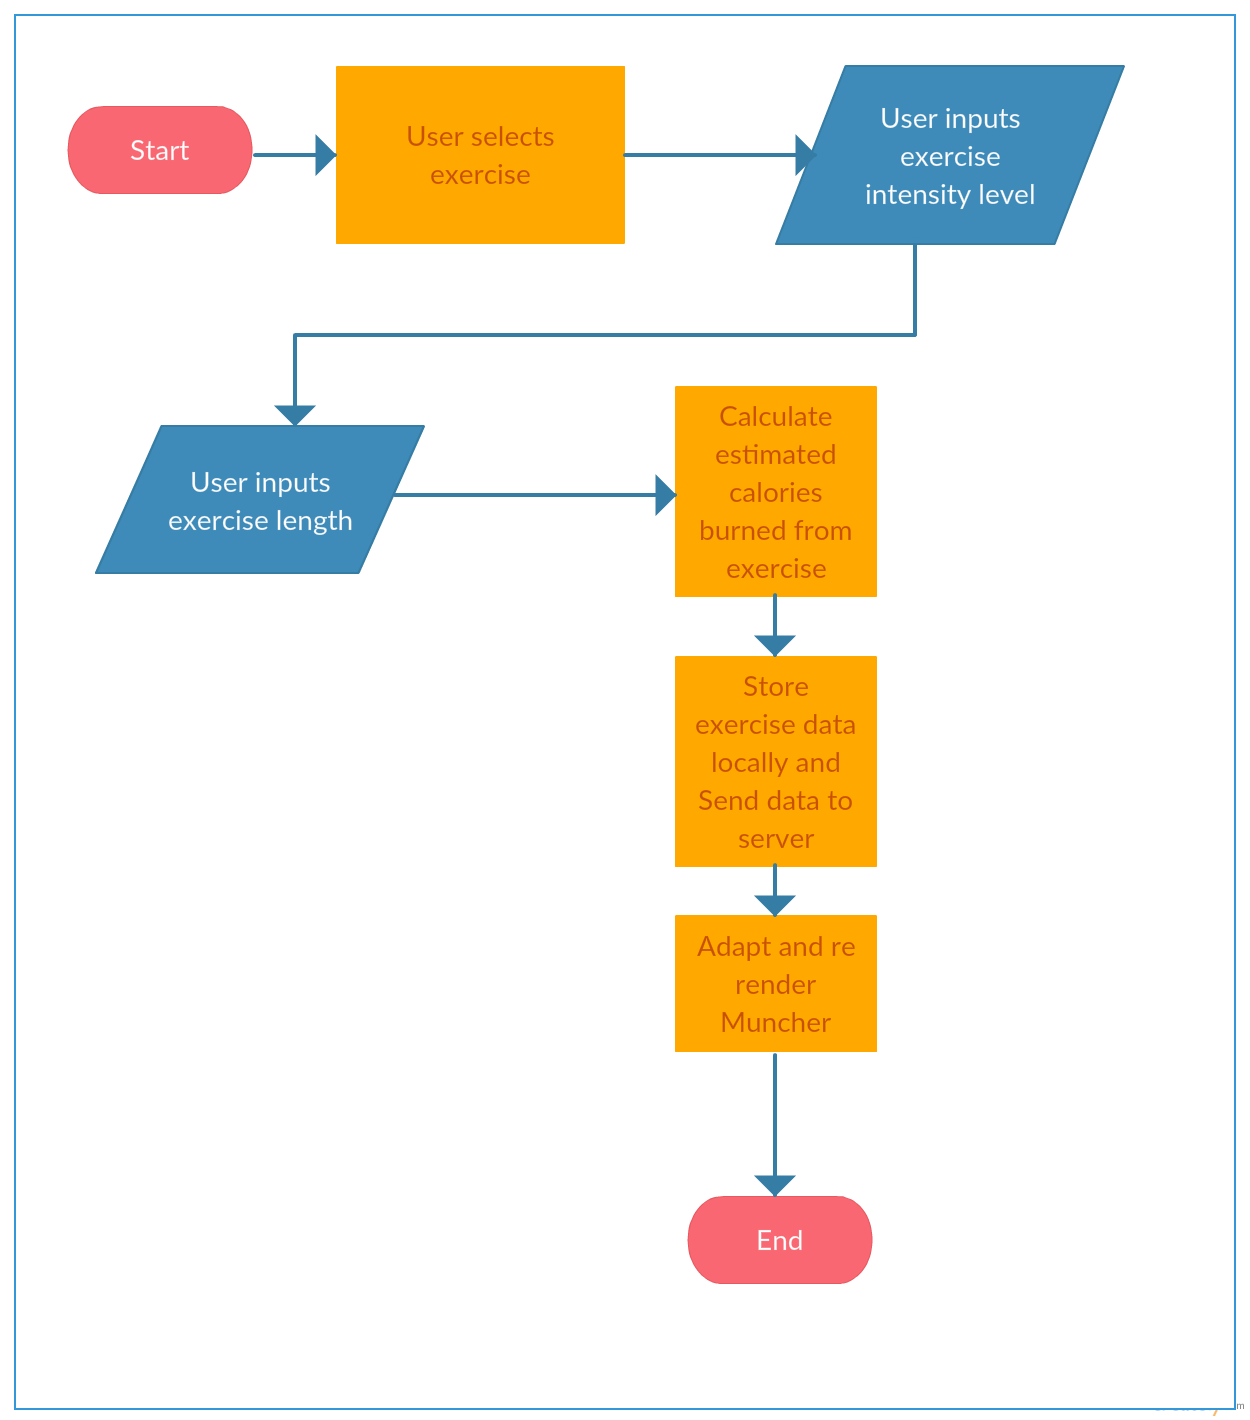 Start
User selects
exercise
User inputs
exercise
intensity level
User inputs
exercise length
Calculate
estimated
calories
burned from
exercise
Store
exercise data
locally and
Send data to
server
Adapt and re
render
Muncher
End